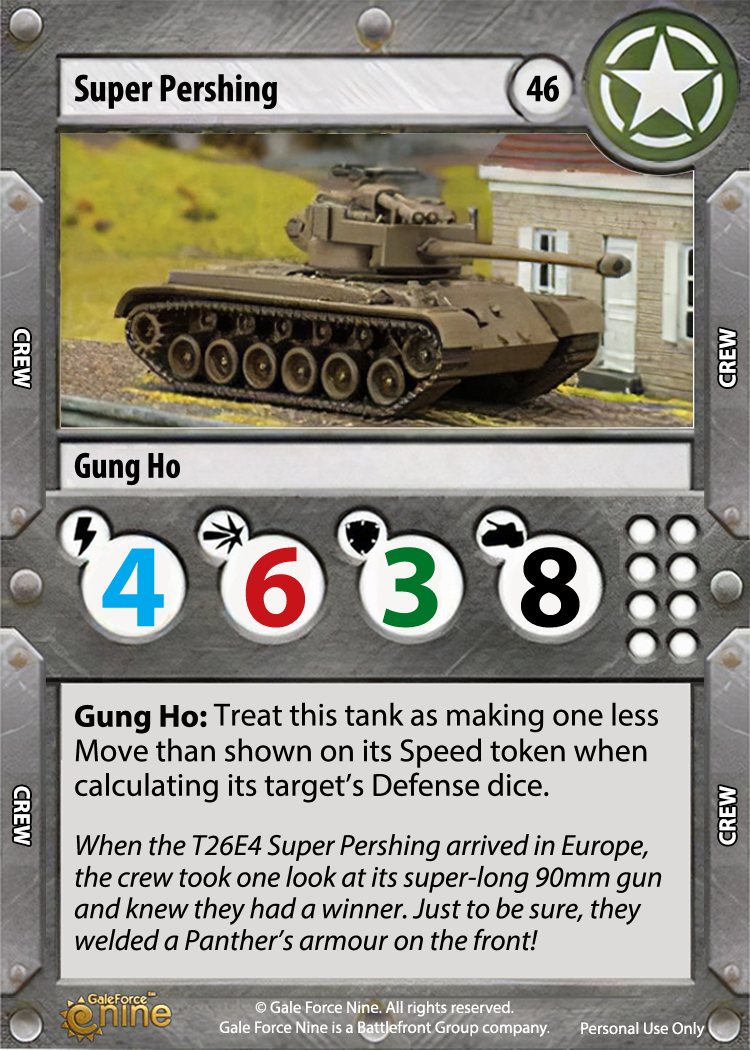 Super Pershing
46
CREW
CREW
Gung Ho
4 6 3 8
Gung Ho: Treat this tank as making one less
Move than shown on its Speed token when
calculating its target's Defense dice.
When the T26E4 Super Pershing arrived in Europe,
the crew took one look at its super-long 90mm gun
and knew they had a winner. Just to be sure, they
welded a Panther's armour on the front!
CREW
CREW
GaleForce™
nine
© Gale Force Nine. All rights reserved.
Gale Force Nine is a Battlefront Group company.
Personal Use Only